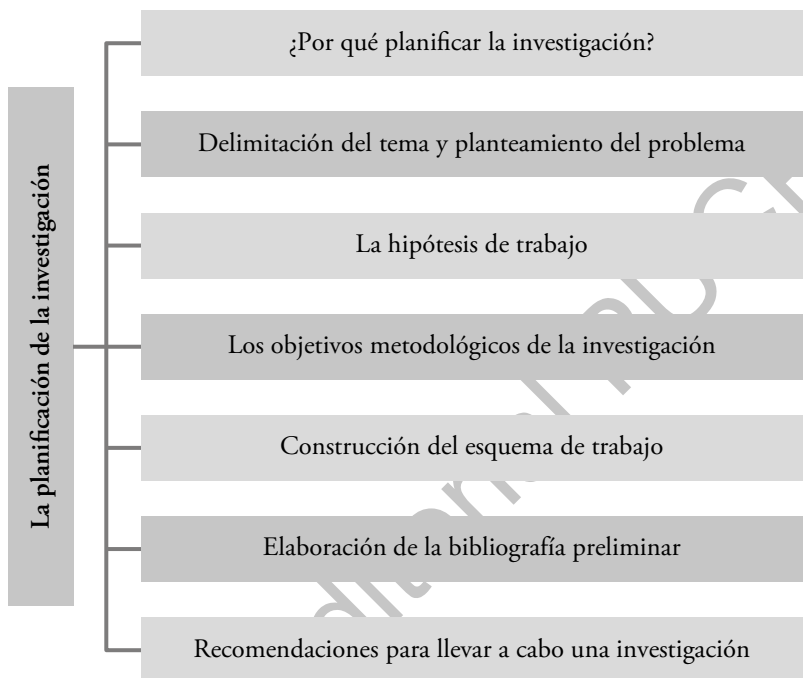 La planificación de la investigación
¿Por qué planificar la investigación?
Delimitación del tema y planteamiento del problema
La hipótesis de trabajo
Los objetivos metodológicos de la investigación
Construcción del esquema de trabajo
Elaboración de la bibliografía preliminar
Recomendaciones para llevar a cabo una investigación